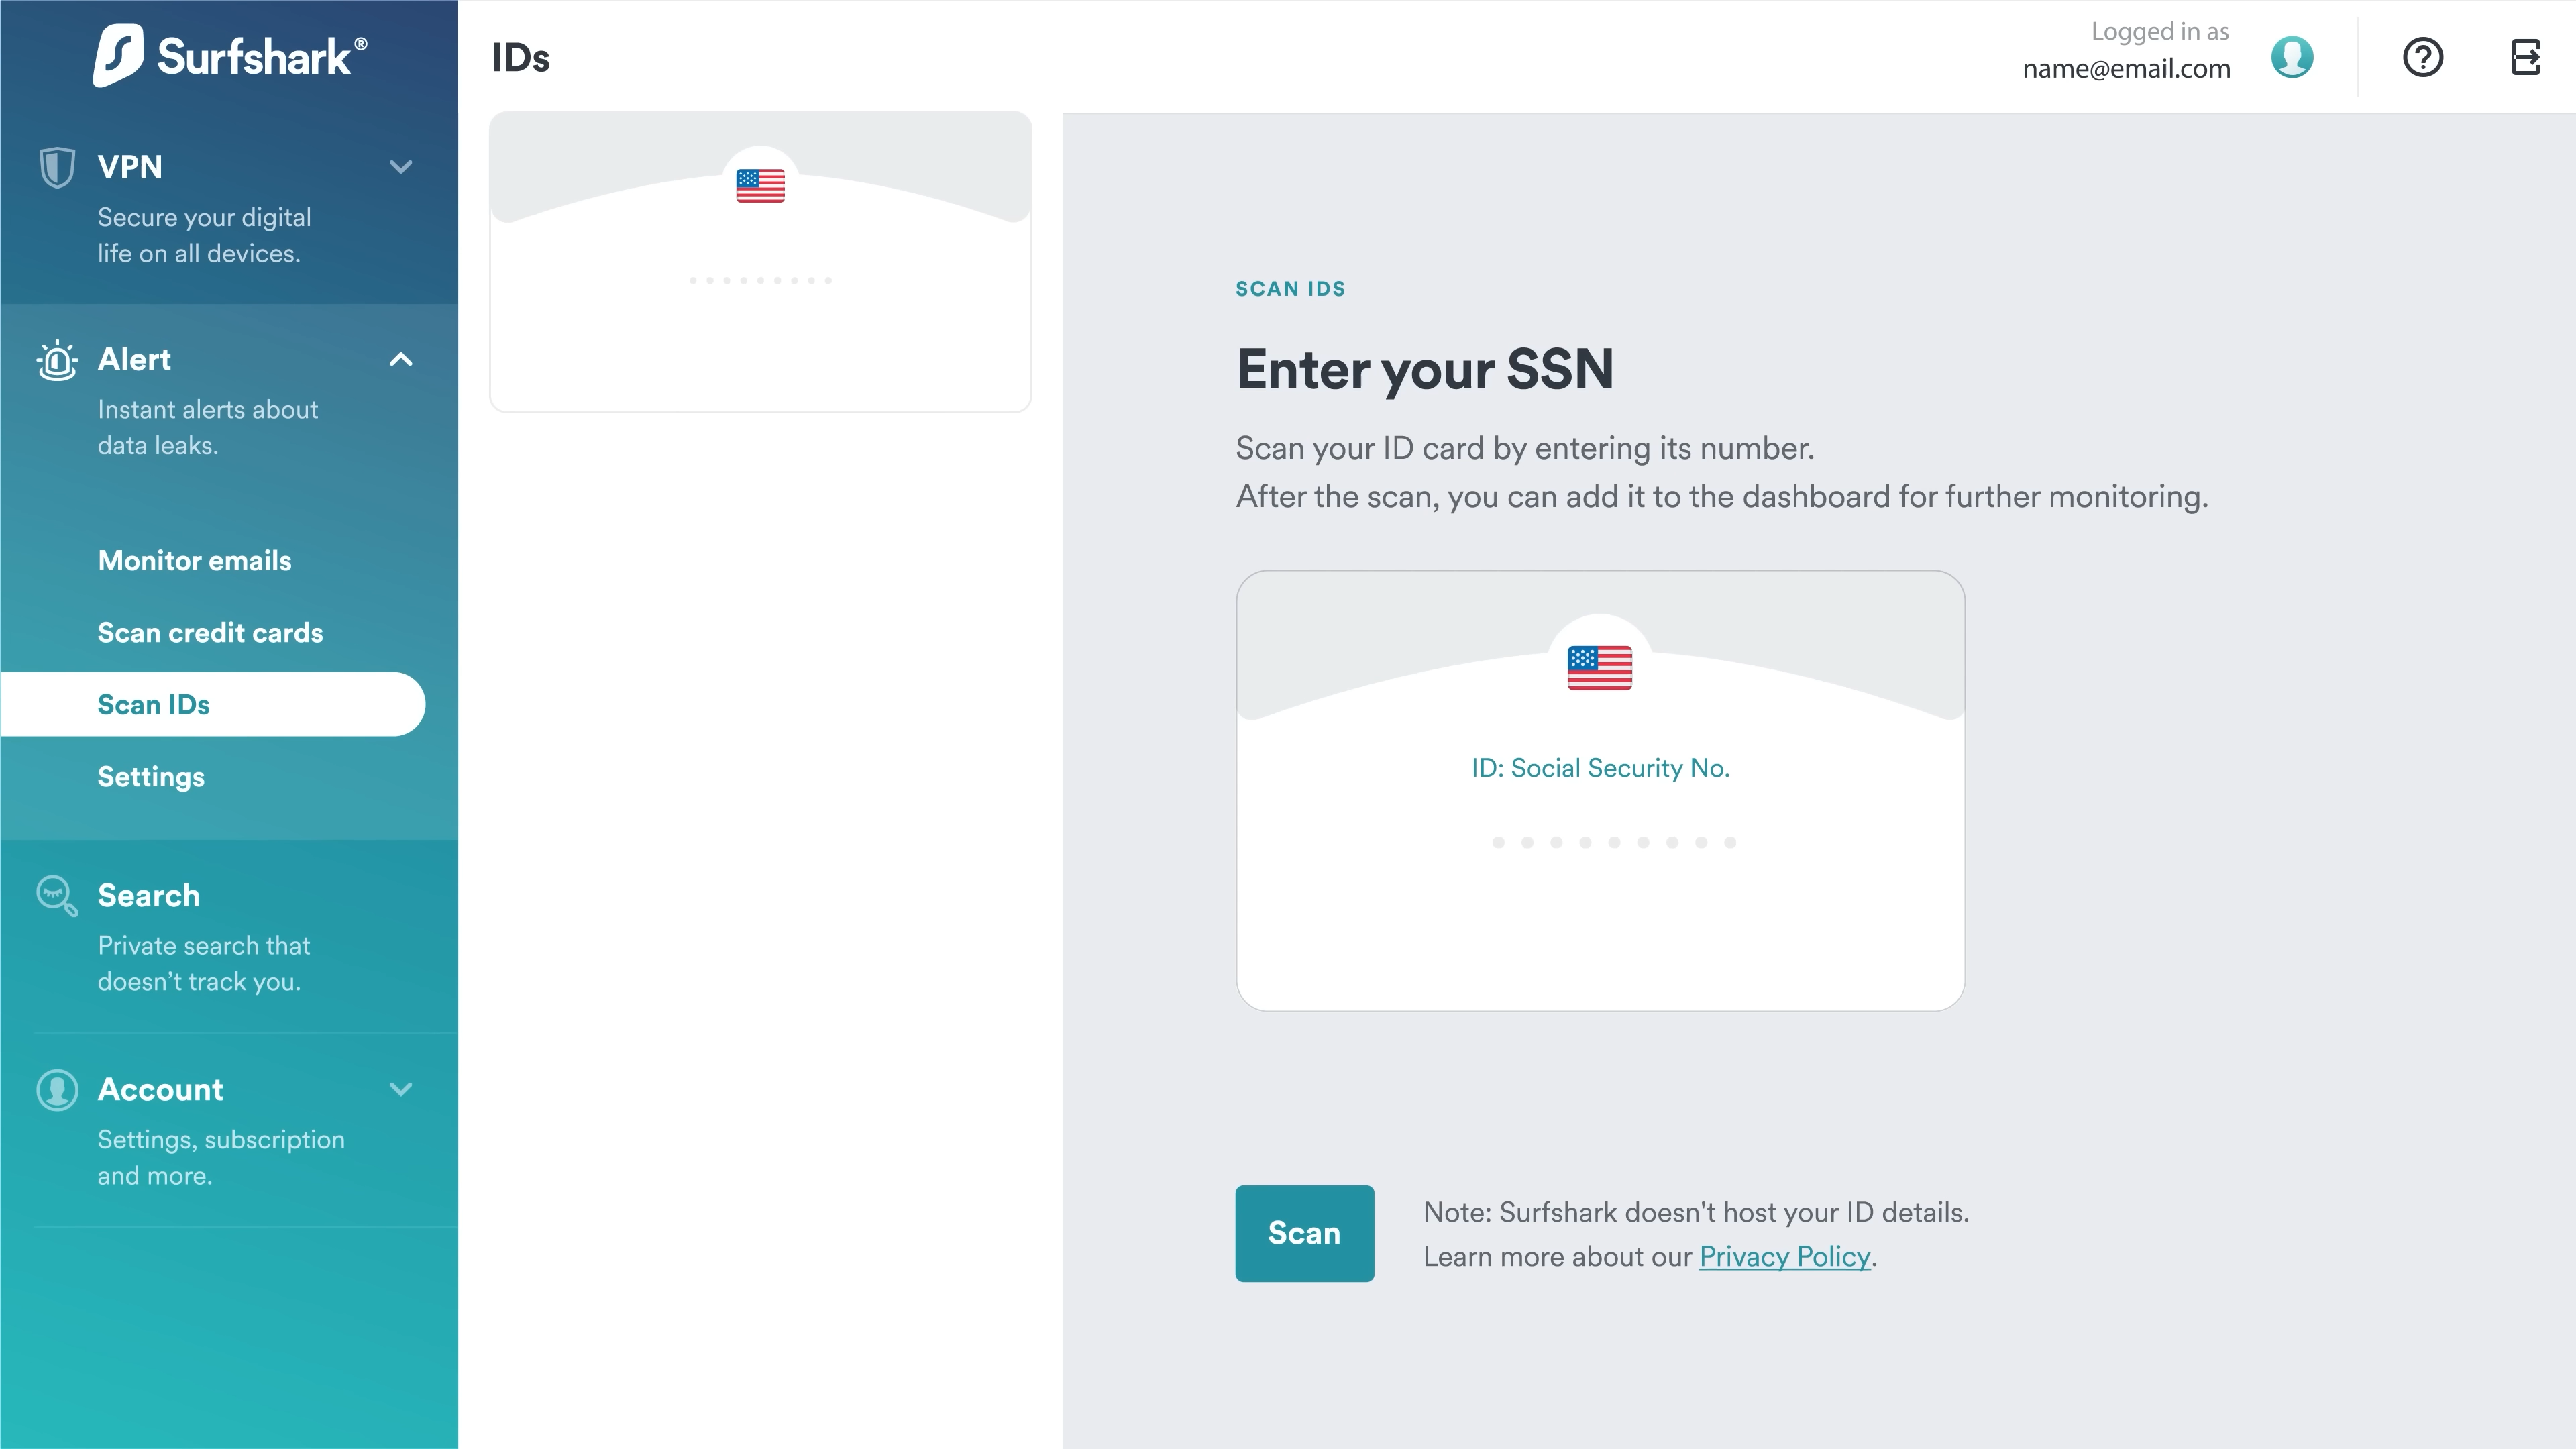 Surfshark®
VPN
Secure your digital
life on all devices.
Alert
Instant alerts about
data leaks.
Monitor emails
Scan credit cards
Scan IDs
Settings
Search
Private search that
doesn’t track you.
Account
Settings, subscription
and more.
IDs
Logged in as
name@email.com
SCAN IDS
Enter your SSN
Scan your ID card by entering its number.
After the scan, you can add it to the dashboard for further monitoring.
ID: Social Security No.
Scan
Note: Surfshark doesn't host your ID details.
Learn more about our Privacy Policy.